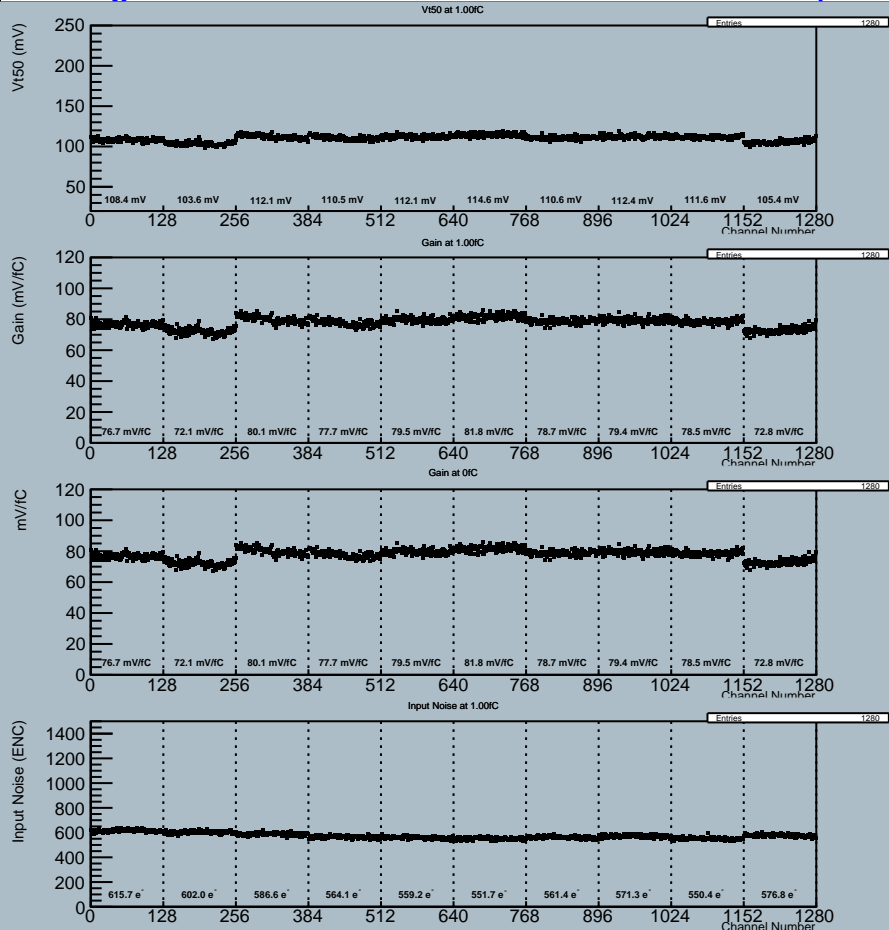 Vt50 at 1.00fC
Entries 1280
Vt50 (mV)
250
200
150
100
50
108.4 mV 103.6 mV 112.1 mV 110.5 mV 112.1 mV 114.6 mV 110.6 mV 112.4 mV 111.6 mV 105.4 mV
0 128 256 384 512 640 768 896 1024 1152 1280
Channel Number
Gain at 1.00fC
Entries 1280
Gain (mV/fC)
120
100
80
60
40
20
0
76.7 mV/fC 72.1 mV/fC 80.1 mV/fC 77.7 mV/fC 79.5 mV/fC 81.8 mV/fC 78.7 mV/fC 79.4 mV/fC 78.5 mV/fC 72.8 mV/fC
0 128 256 384 512 640 768 896 1024 1152 1280
Channel Number
Gain at 0fC
Entries 1280
mV/fC
120
100
80
60
40
20
0
76.7 mV/fC 72.1 mV/fC 80.1 mV/fC 77.7 mV/fC 79.5 mV/fC 81.8 mV/fC 78.7 mV/fC 79.4 mV/fC 78.5 mV/fC 72.8 mV/fC
0 128 256 384 512 640 768 896 1024 1152 1280
Channel Number
Input Noise at 1.00fC
Entries 1280
Input Noise (ENC)
1400
1200
1000
800
600
400
200
0
615.7 e⁻ 602.0 e⁻ 586.6 e⁻ 564.1 e⁻ 559.2 e⁻ 551.7 e⁻ 561.4 e⁻ 571.3 e⁻ 550.4 e⁻ 576.8 e⁻
0 128 256 384 512 640 768 896 1024 1152 1280
Channel Number